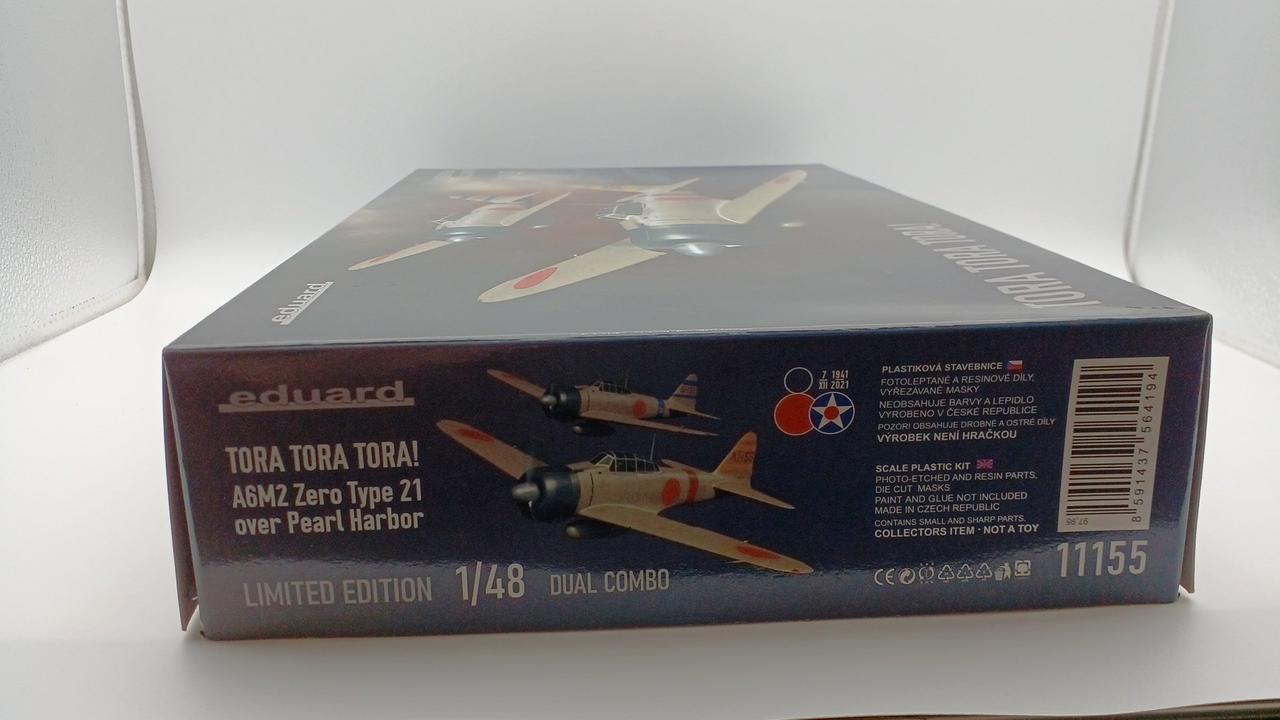 eduard
TORA TORA TORA!
eduard
TORA TORA TORA!
A6M2 Zero Type 21
over Pearl Harbor
LIMITED EDITION 1/48 DUAL COMBO
7 1941
XII 2021
PLASTIKOVÁ STAVEBNICE
FOTOLEPTANÉ A RESINOVÉ DÍLY,
VYŘEZÁVANÉ MASKY
NEOBSAHUJE BARVY A LEPIDLO
VYROBENO V ČESKÉ REPUBLICE
POZOR! OBSAHUJE DROBNÉ A OSTRÉ DÍLY
VÝROBEK NENÍ HRAČKOU
SCALE PLASTIC KIT
PHOTO-ETCHED AND RESIN PARTS,
DIE CUT MASKS
PAINT AND GLUE NOT INCLUDED
MADE IN CZECH REPUBLIC
CONTAINS SMALL AND SHARP PARTS.
COLLECTORS ITEM · NOT A TOY
CE
8 591437 564194
97,95
11155